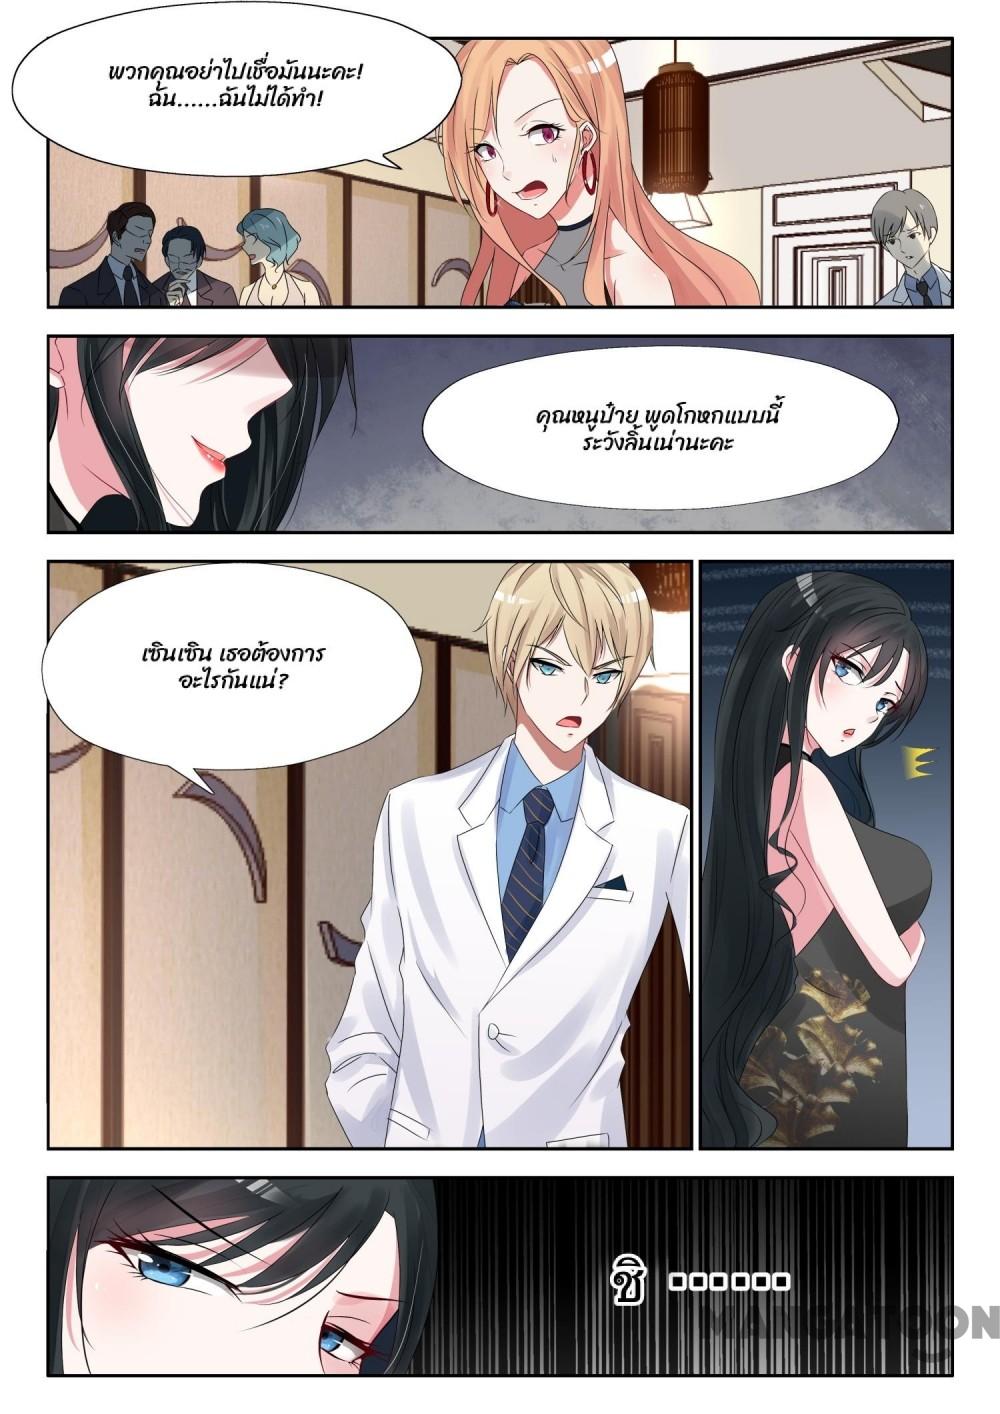 พวกคุณอย่าไปเชื่อมันนะคะ!
ฉัน......ฉันไม่ได้ทำ!
คุณหนูป๋าย พูดโกหกแบบนี้
ระวังลิ้นเน่านะคะ
เซินเซิน เธอต้องการ
อะไรกันแน่?
ชิ ......
MANGATOON